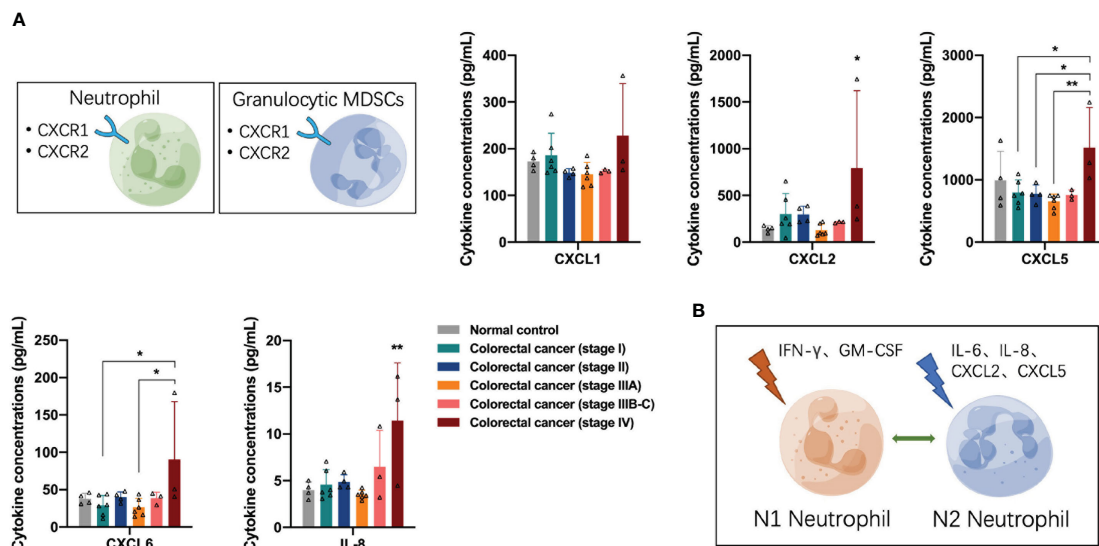 A
Neutrophil
• CXCR1
• CXCR2
Granulocytic MDSCs
• CXCR1
• CXCR2
Cytokine concentrations (pg/mL)
400
300
200
100
0
CXCL1
Cytokine concentrations (pg/mL)
2000
1500
1000
500
0
*
CXCL2
Cytokine concentrations (pg/mL)
3000
2000
1000
0
*
*
**
CXCL5
Cytokine concentrations (pg/mL)
250
200
150
100
50
0
*
*
CXCL6
Cytokine concentrations (pg/mL)
20
15
10
5
0
**
IL-8
Normal control
Colorectal cancer (stage I)
Colorectal cancer (stage II)
Colorectal cancer (stage IIIA)
Colorectal cancer (stage IIIB-C)
Colorectal cancer (stage IV)
B
IFN-γ、GM-CSF
IL-6、IL-8、
CXCL2、CXCL5
N1 Neutrophil
N2 Neutrophil